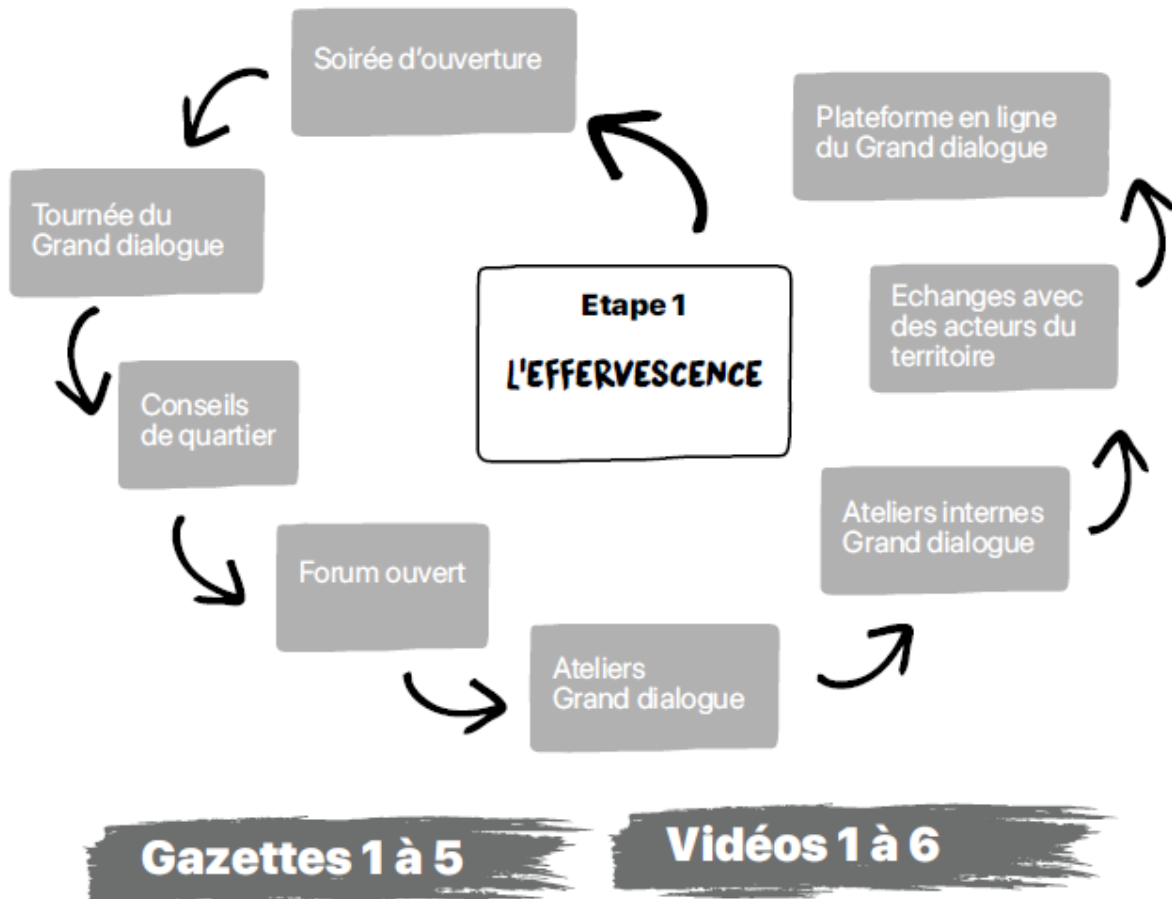 Soirée d'ouverture
Plateforme en ligne
du Grand dialogue
Tournée du
Grand dialogue
Etape 1
L'EFFERVESCENCE
Echanges avec
des acteurs du
territoire
Conseils
de quartier
Ateliers internes
Grand dialogue
Forum ouvert
Ateliers
Grand dialogue
Gazettes 1 à 5
Vidéos 1 à 6